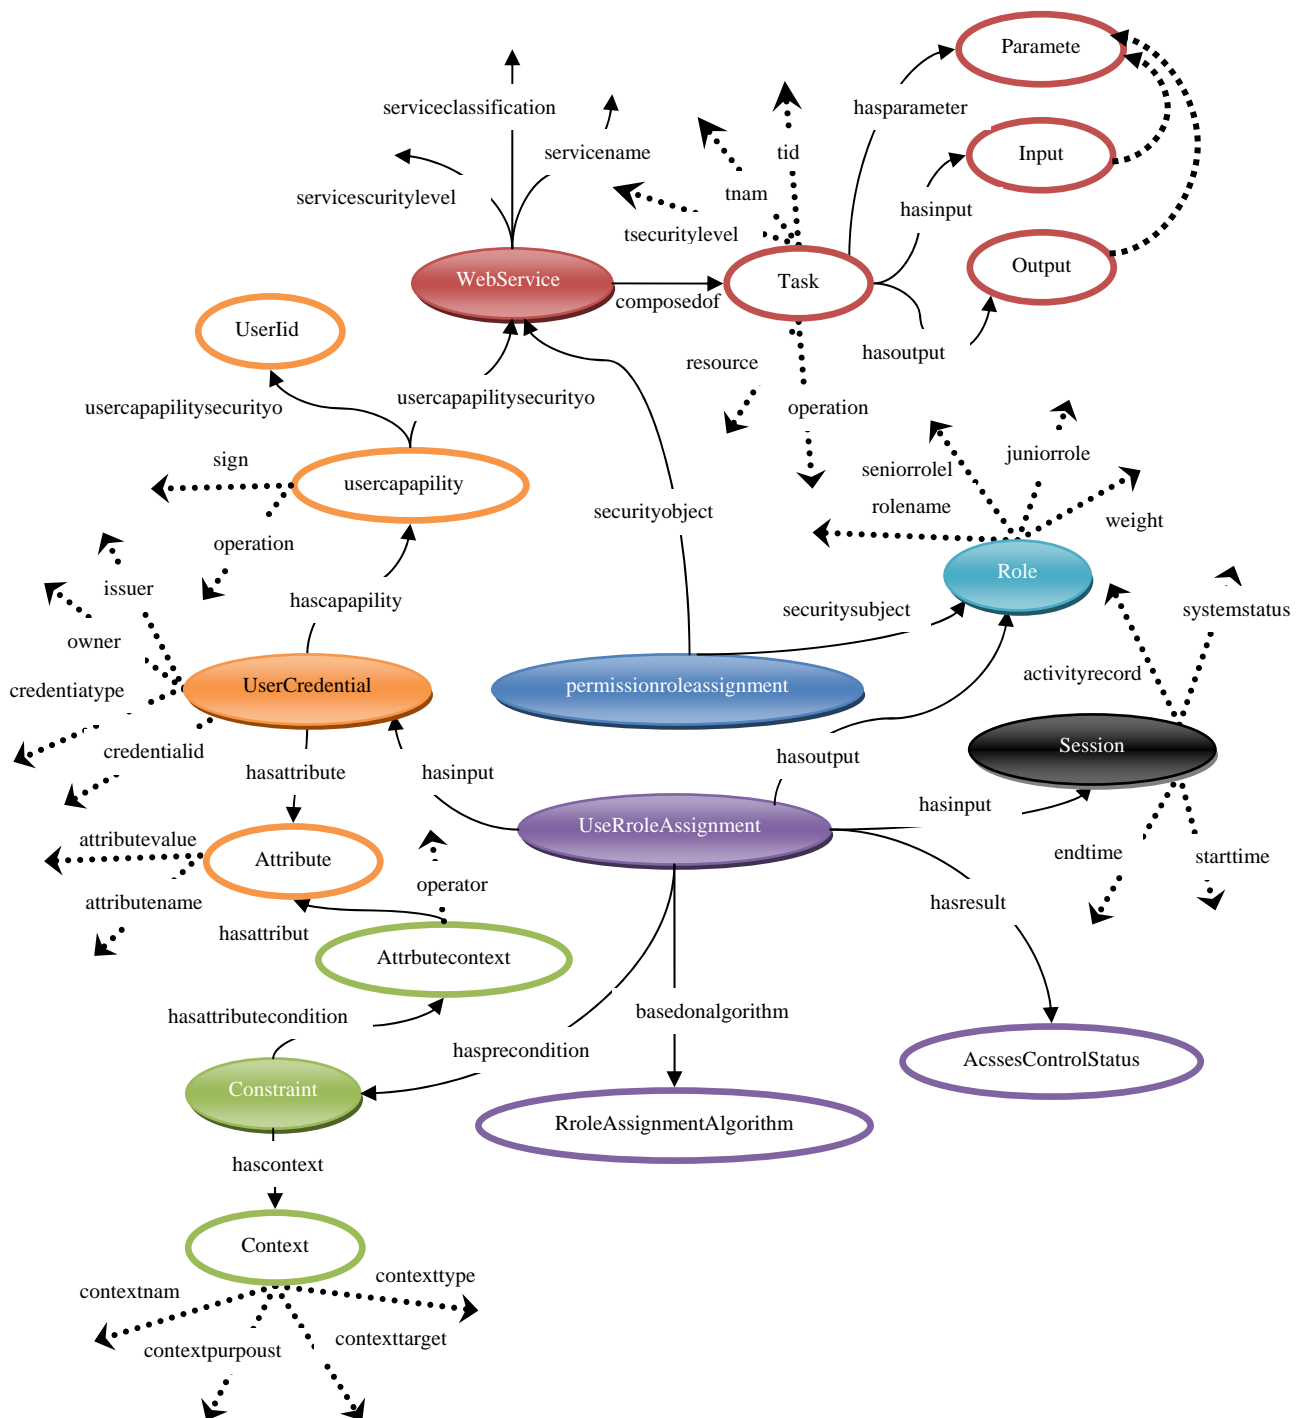 Paramete
serviceclassification
hasparameter
servicename
tid
Input
servicescuritylevel
tnam
hasinput
tsecuritylevel
WebService
Task
Output
composedof
UserIid
resource
hasoutput
usercapapilitysecurityo
usercapapilitysecurityo
operation
juniorrole
seniorrolel
sign
usercapapility
rolename
securityobject
weight
operation
Role
issuer
hascapapility
securitysubject
systemstatus
owner
activityrecord
credentiatype
UserCredential
permissionroleassignment
credentialid
Session
hasattribute
hasinput
hasoutput
hasinput
UseRroleAssignment
attributevalue
Attribute
endtime
starttime
operator
attributename
hasresult
hasattribut
Attrbutecontext
hasattributecondition
basedonalgorithm
hasprecondition
AcssesControlStatus
Constraint
RroleAssignmentAlgorithm
hascontext
Context
contexttype
contextnam
contexttarget
contextpurpoust